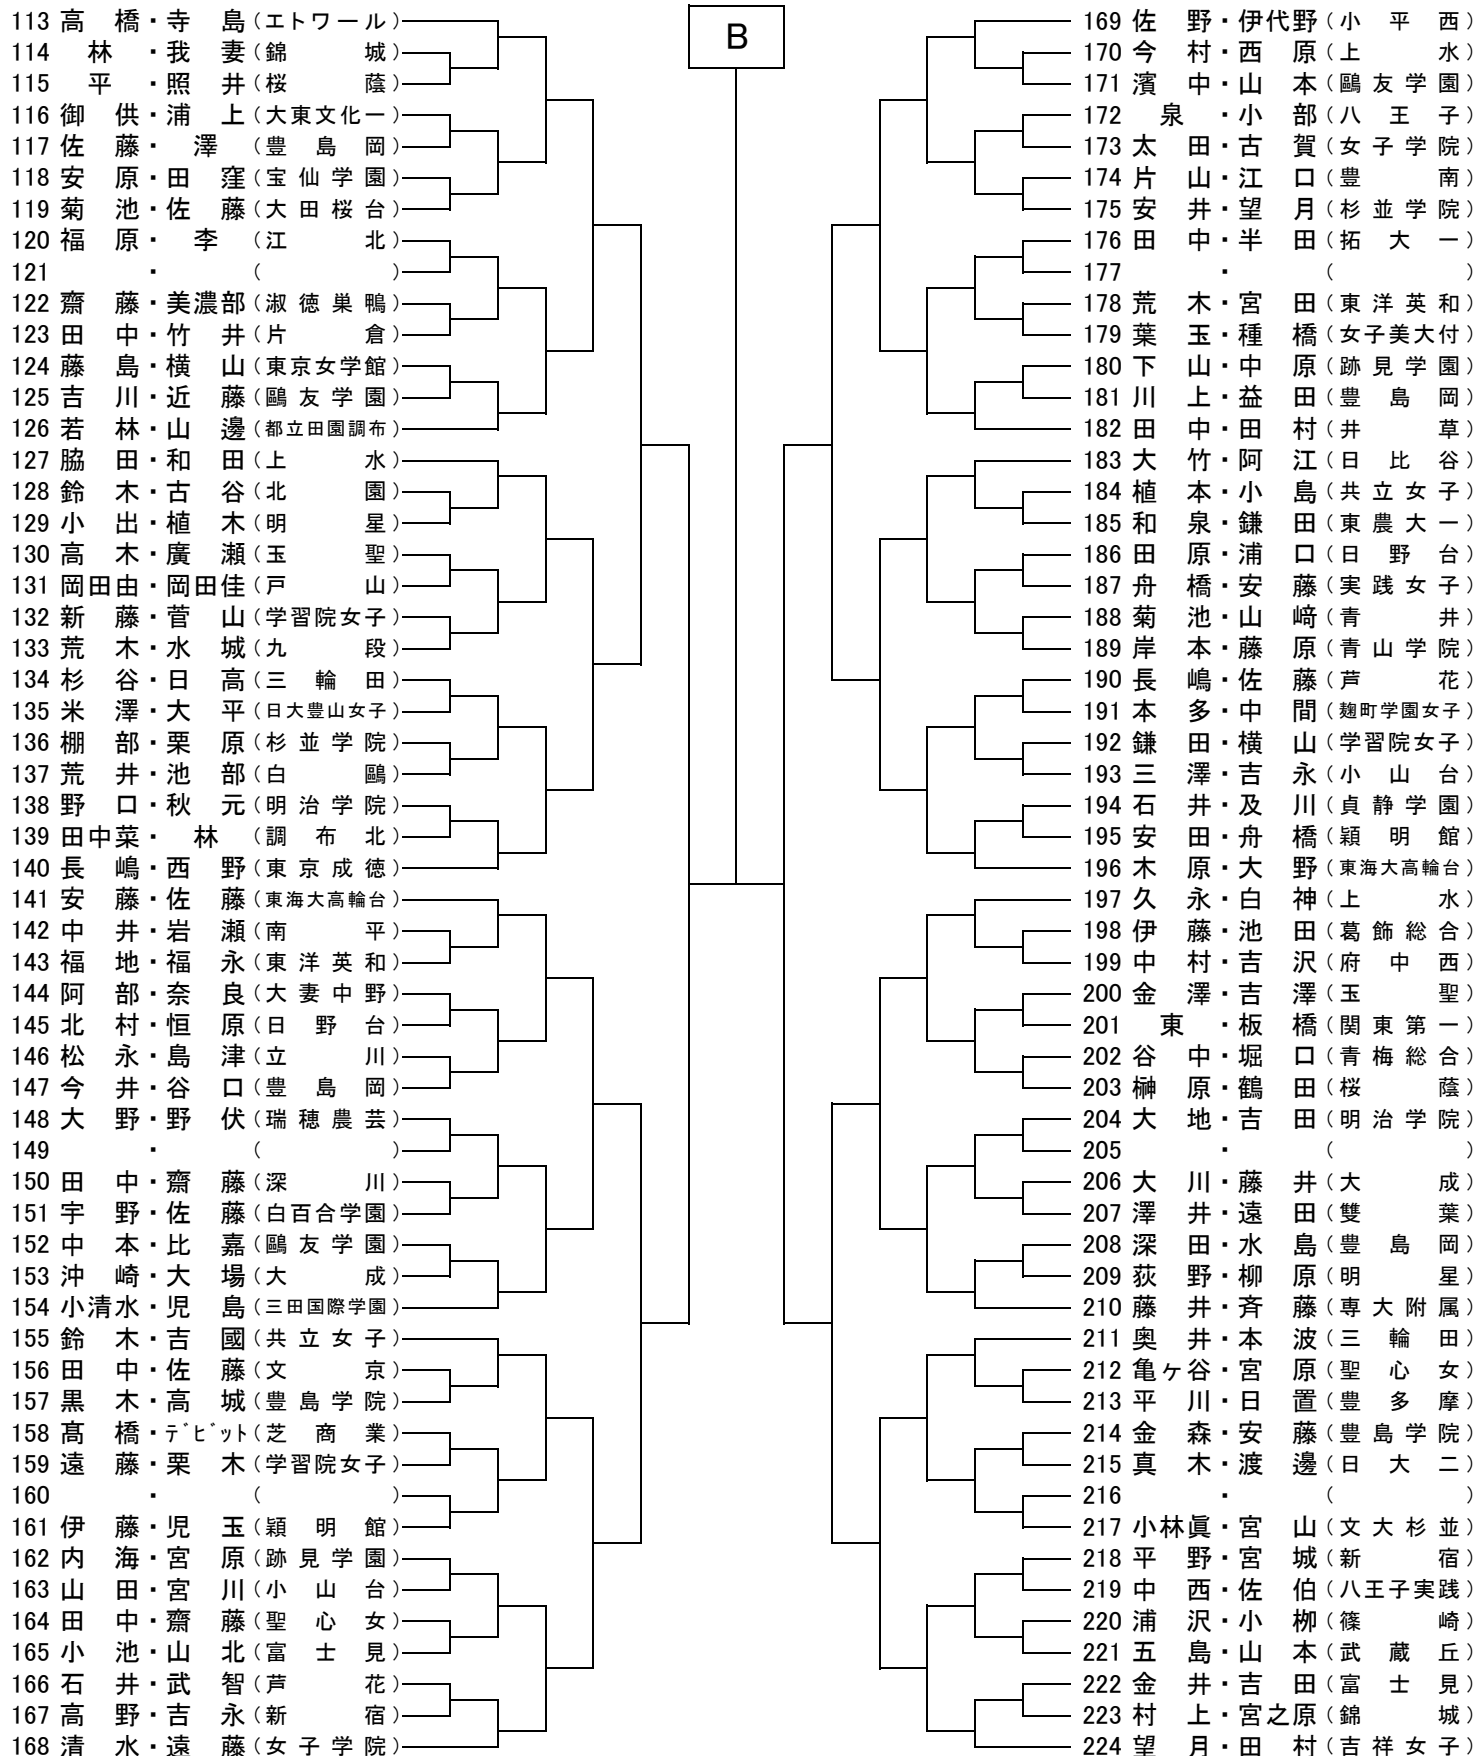 B
113 高橋・寺島(エトワール)
114 林・我妻(錦城)
115 平・照井(桜蔭)
116 御供・浦上(大東文化一)
117 佐藤・澤(豊島岡)
118 安原・田窪(宝仙学園)
119 菊池・佐藤(大田桜台)
120 福原・李(江北)
121 ・( )
122 齋藤・美濃部(淑徳巣鴨)
123 田中・竹井(片倉)
124 藤島・横山(東京女学館)
125 吉川・近藤(鷗友学園)
126 若林・山邊(都立田園調布)
127 脇田・和田(上水)
128 鈴木・古谷(北園)
129 小出・植木(明星)
130 高木・廣瀬(玉聖)
131 岡田由・岡田佳(戸山)
132 新藤・菅山(学習院女子)
133 荒木・水城(九段)
134 杉谷・日高(三輪田)
135 米澤・大平(日大豊山女子)
136 棚部・栗原(杉並学院)
137 荒井・池部(白鷗)
138 野口・秋元(明治学院)
139 田中菜・林(調布北)
140 長嶋・西野(東京成徳)
141 安藤・佐藤(東海大高輪台)
142 中井・岩瀬(南平)
143 福地・福永(東洋英和)
144 阿部・奈良(大妻中野)
145 北村・恒原(日野台)
146 松永・島津(立川)
147 今井・谷口(豊島岡)
148 大野・野伏(瑞穂農芸)
149 ・( )
150 田中・齋藤(深川)
151 宇野・佐藤(白百合学園)
152 中本・比嘉(鷗友学園)
153 沖崎・大場(大成)
154 小清水・児島(三田国際学園)
155 鈴木・吉國(共立女子)
156 田中・佐藤(文京)
157 黒木・高城(豊島学院)
158 髙橋・デビット(芝商業)
159 遠藤・栗木(学習院女子)
160 ・( )
161 伊藤・児玉(穎明館)
162 内海・宮原(跡見学園)
163 山田・宮川(小山台)
164 田中・齋藤(聖心女)
165 小池・山北(富士見)
166 石井・武智(芦花)
167 高野・吉永(新宿)
168 清水・遠藤(女子学院)
169 佐野・伊代野(小平西)
170 今村・西原(上水)
171 濱中・山本(鷗友学園)
172 泉・小部(八王子)
173 太田・古賀(女子学院)
174 片山・江口(豊南)
175 安井・望月(杉並学院)
176 田中・半田(拓大一)
177 ・( )
178 荒木・宮田(東洋英和)
179 葉玉・種橋(女子美大付)
180 下山・中原(跡見学園)
181 川上・益田(豊島岡)
182 田中・田村(井草)
183 大竹・阿江(日比谷)
184 植本・小島(共立女子)
185 和泉・鎌田(東農大一)
186 田原・浦口(日野台)
187 舟橋・安藤(実践女子)
188 菊池・山﨑(青井)
189 岸本・藤原(青山学院)
190 長嶋・佐藤(芦花)
191 本多・中間(麹町学園女子)
192 鎌田・横山(学習院女子)
193 三澤・吉永(小山台)
194 石井・及川(貞静学園)
195 安田・舟橋(穎明館)
196 木原・大野(東海大高輪台)
197 久永・白神(上水)
198 伊藤・池田(葛飾総合)
199 中村・吉沢(府中西)
200 金澤・吉澤(玉聖)
201 東・板橋(関東第一)
202 谷中・堀口(青梅総合)
203 榊原・鶴田(桜蔭)
204 大地・吉田(明治学院)
205 ・( )
206 大川・藤井(大成)
207 澤井・遠田(雙葉)
208 深田・水島(豊島岡)
209 荻野・柳原(明星)
210 藤井・斉藤(専大附属)
211 奥井・本波(三輪田)
212 亀ヶ谷・宮原(聖心女)
213 平川・日置(豊多摩)
214 金森・安藤(豊島学院)
215 真木・渡邊(日大二)
216 ・( )
217 小林眞・宮山(文大杉並)
218 平野・宮城(新宿)
219 中西・佐伯(八王子実践)
220 浦沢・小栁(篠崎)
221 五島・山本(武蔵丘)
222 金井・吉田(富士見)
223 村上・宮之原(錦城)
224 望月・田村(吉祥女子)